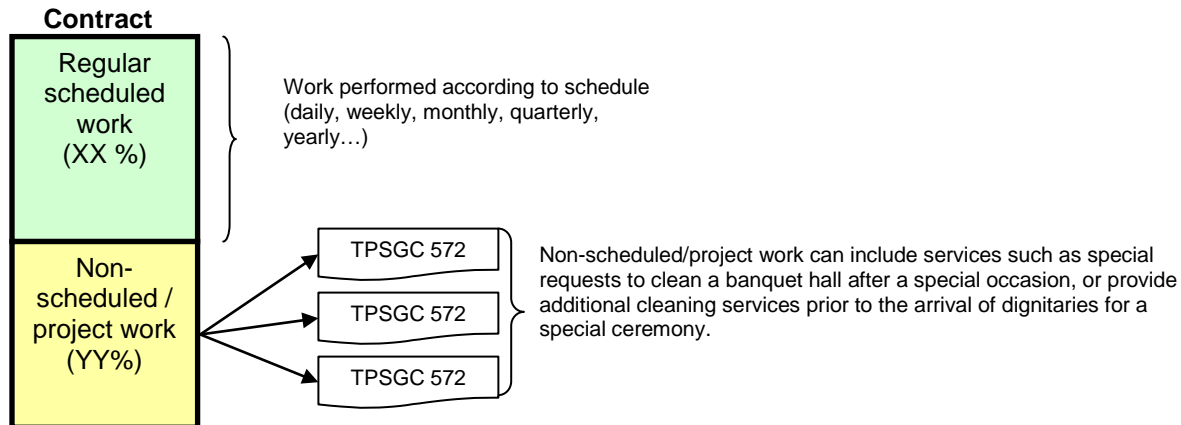 Contract
Regular
scheduled
work
(XX %)
Work performed according to schedule
(daily, weekly, monthly, quarterly,
yearly…)
Non-
scheduled /
project work
(YY%)
TPSGC 572
TPSGC 572
TPSGC 572
Non-scheduled/project work can include services such as special
requests to clean a banquet hall after a special occasion, or provide
additional cleaning services prior to the arrival of dignitaries for a
special ceremony.